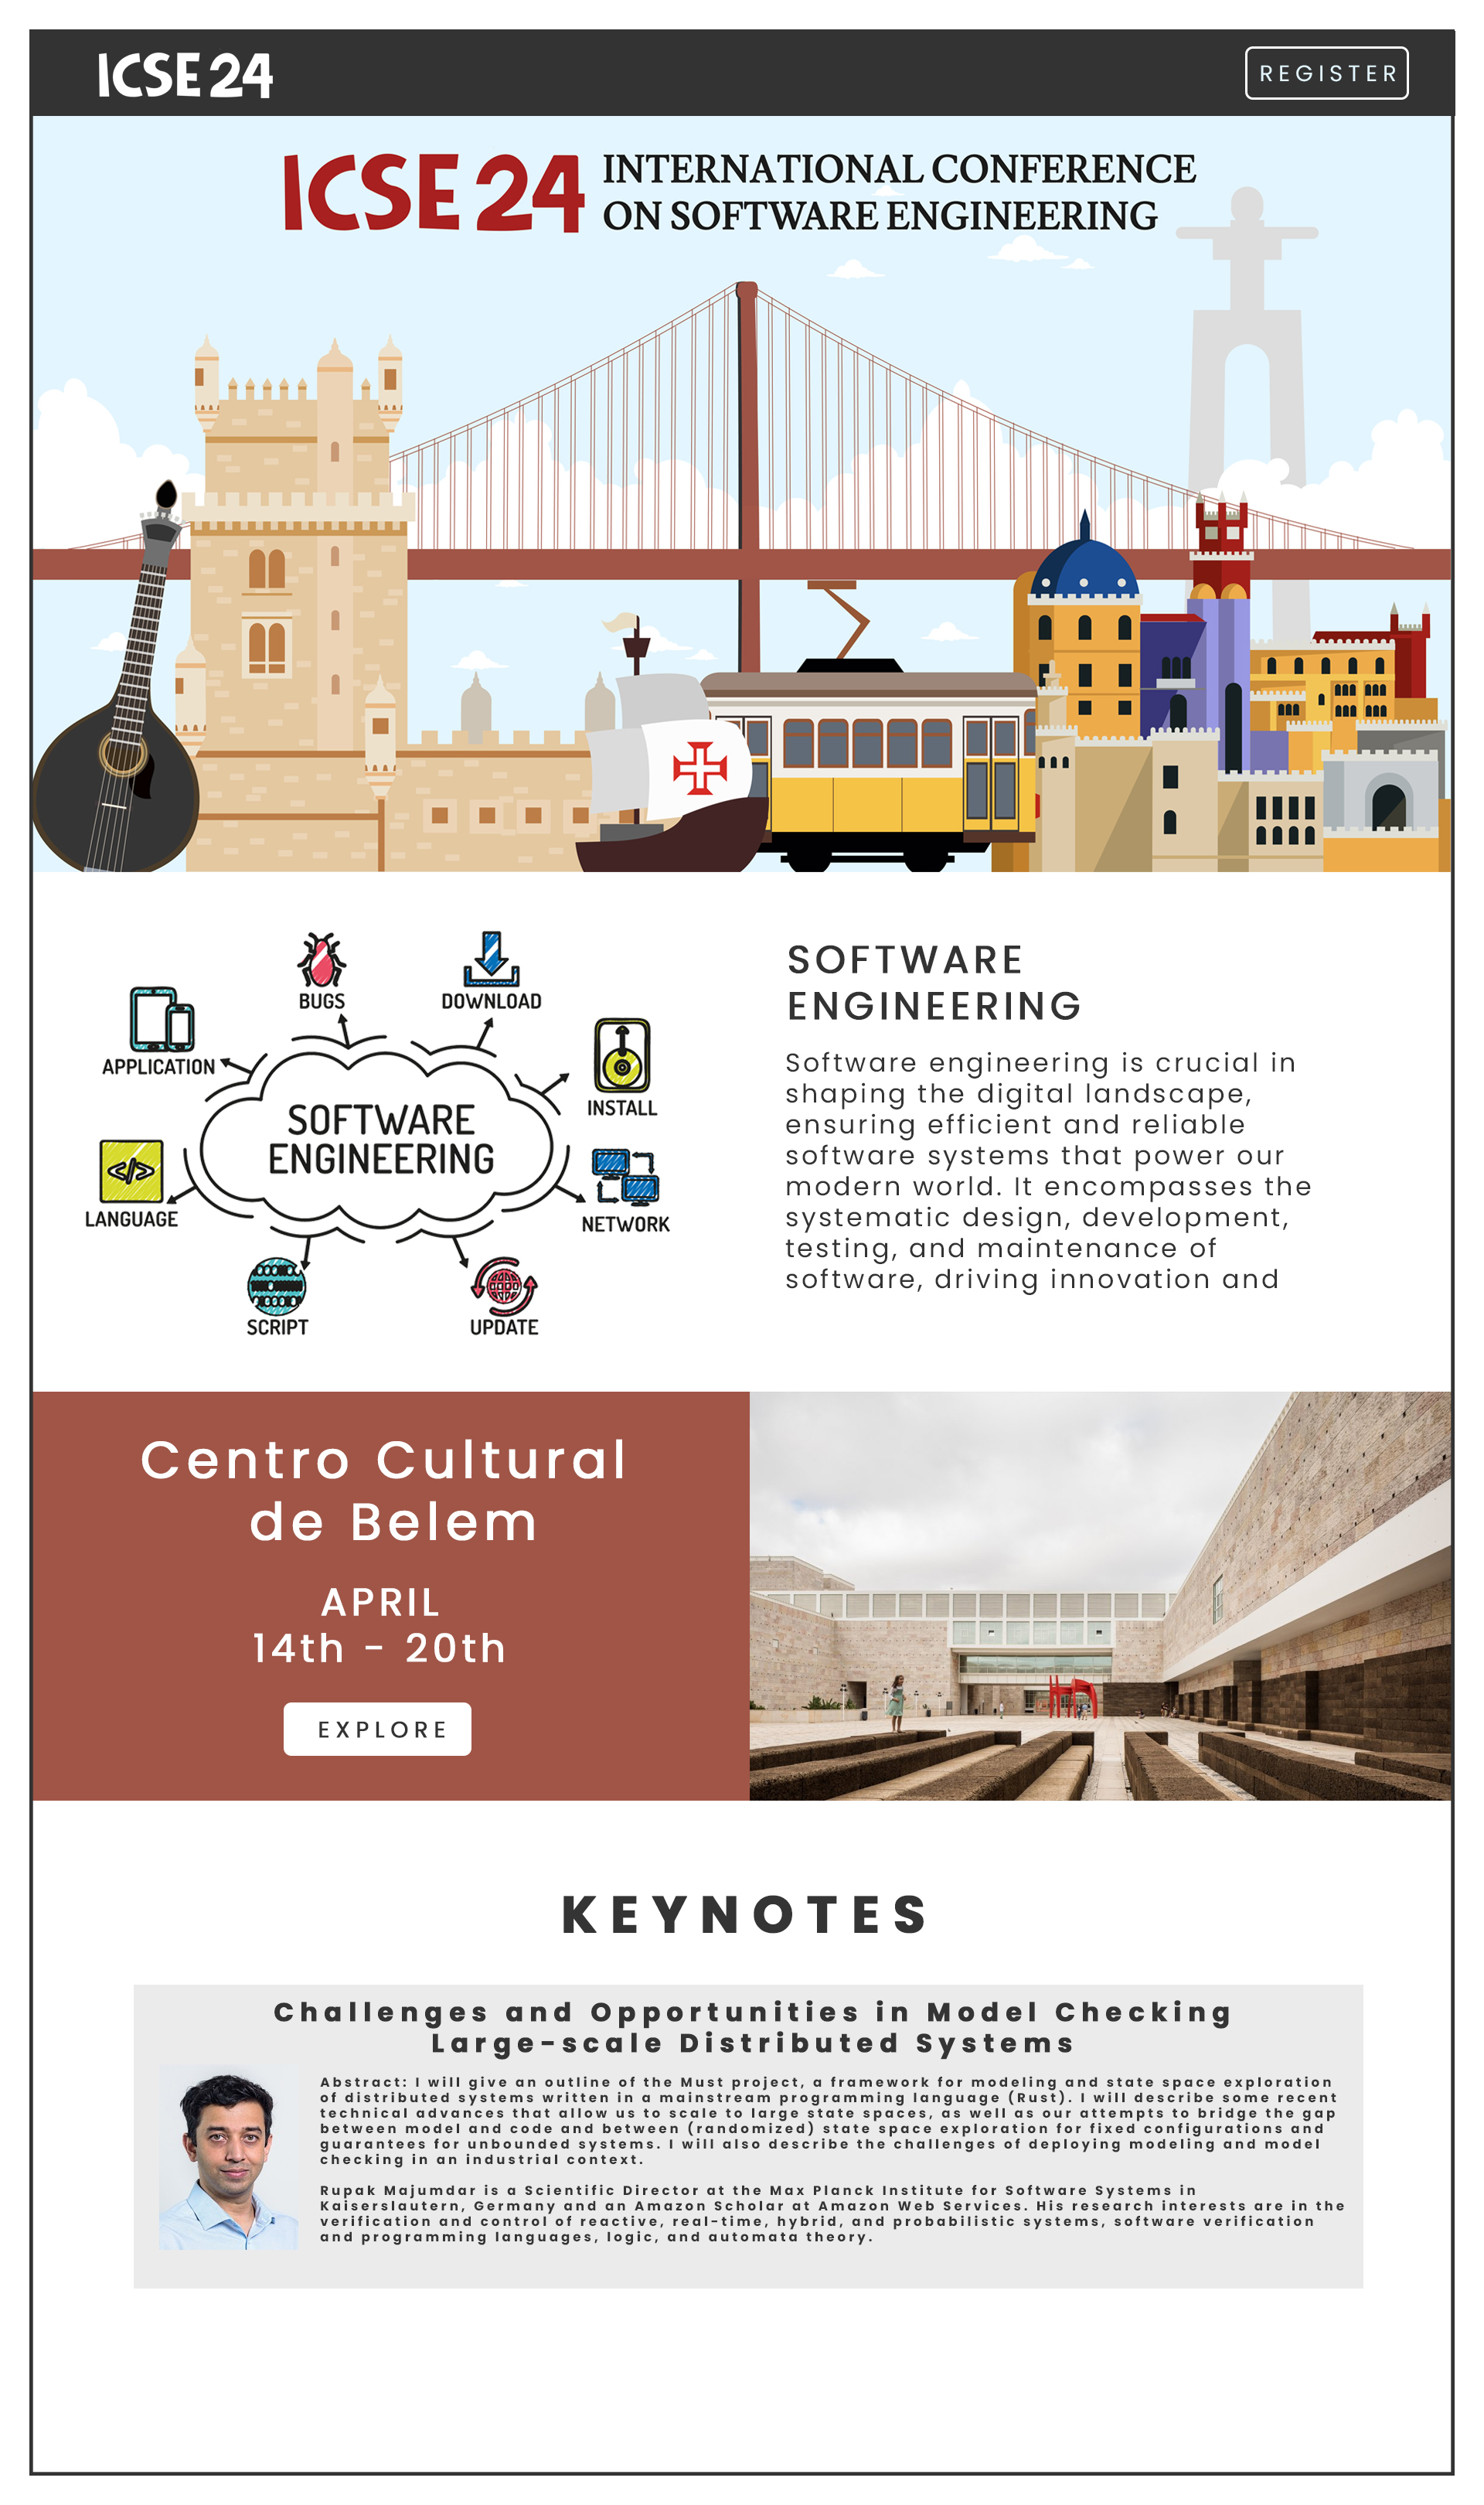 ICSE 24
REGISTER
ICSE 24
INTERNATIONAL CONFERENCE
ON SOFTWARE ENGINEERING
BUGS
DOWNLOAD
APPLICATION
INSTALL
SOFTWARE
ENGINEERING
LANGUAGE
NETWORK
SCRIPT
UPDATE
SOFTWARE
ENGINEERING
Software engineering is crucial in
shaping the digital landscape,
ensuring efficient and reliable
software systems that power our
modern world. It encompasses the
systematic design, development,
testing, and maintenance of
software, driving innovation and
Centro Cultural
de Belem
APRIL
14th - 20th
EXPLORE
KEYNOTES
Challenges and Opportunities in Model Checking
Large-scale Distributed Systems
Abstract: I will give an outline of the Must project, a framework for modeling and state space exploration
of distributed systems written in a mainstream programming language (Rust). I will describe some recent
technical advances that allow us to scale to large state spaces, as well as our attempts to bridge the gap
between model and code and between (randomized) state space exploration for fixed configurations and
guarantees for unbounded systems. I will also describe the challenges of deploying modeling and model
checking in an industrial context.
Rupak Majumdar is a Scientific Director at the Max Planck Institute for Software Systems in
Kaiserslautern, Germany and an Amazon Scholar at Amazon Web Services. His research interests are in the
verification and control of reactive, real-time, hybrid, and probabilistic systems, software verification
and programming languages, logic, and automata theory.